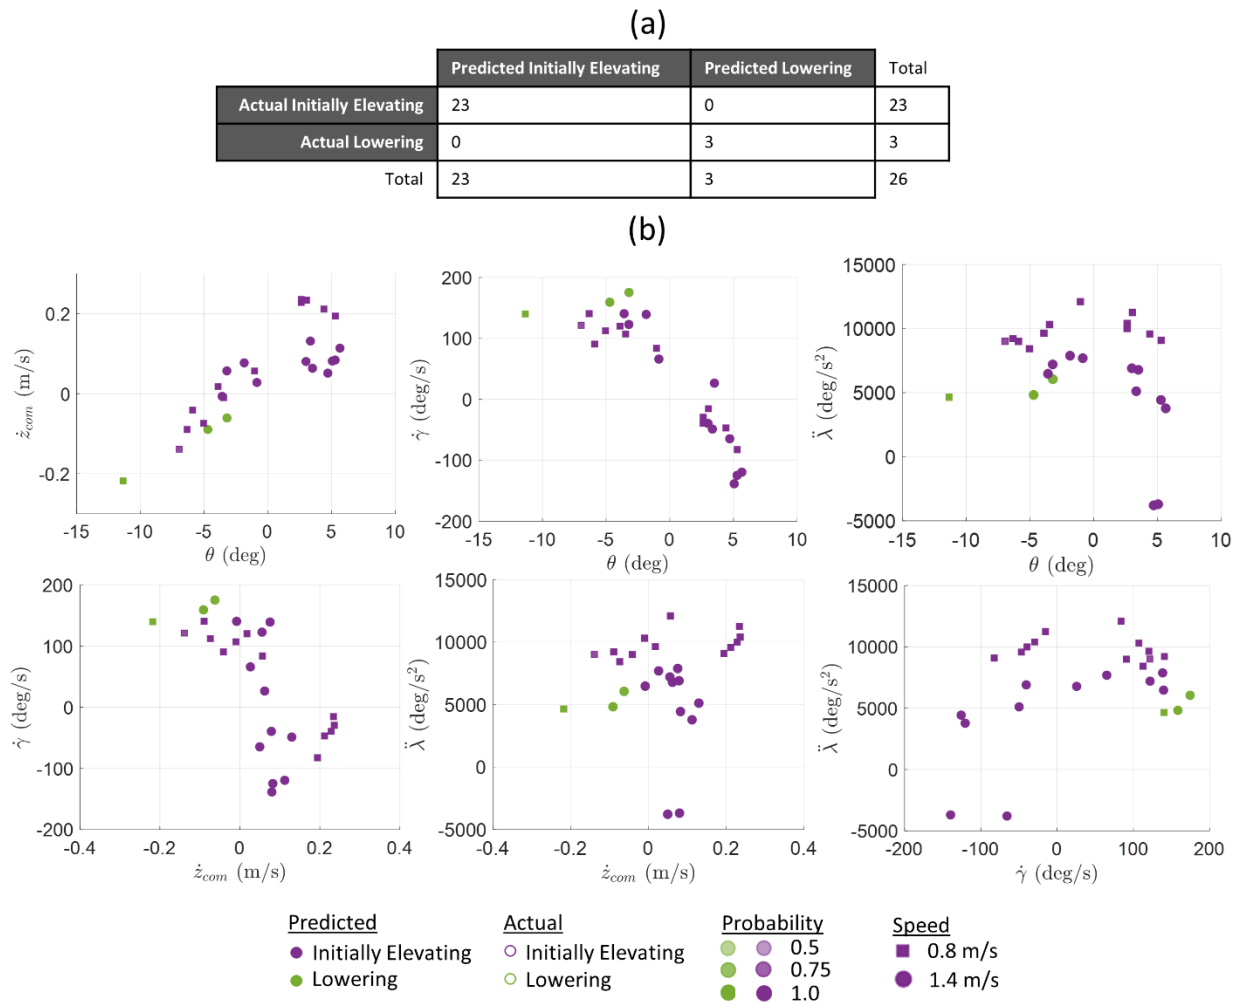 (a)
Predicted Initially Elevating Predicted Lowering Total
Actual Initially Elevating 23 0 23
Actual Lowering 0 3 3
Total 23 3 26
(b)
0.2
0
-0.2
ż_com (m/s)
-15 -10 -5 0 5 10
θ (deg)
200
100
0
-100
-200
γ̇ (deg/s)
-15 -10 -5 0 5 10
θ (deg)
15000
10000
5000
0
-5000
λ̈ (deg/s²)
-15 -10 -5 0 5 10
θ (deg)
200
100
0
-100
-200
γ̇ (deg/s)
-0.4 -0.2 0 0.2 0.4
ż_com (m/s)
15000
10000
5000
0
-5000
λ̈ (deg/s²)
-0.4 -0.2 0 0.2 0.4
ż_com (m/s)
15000
10000
5000
0
-5000
λ̈ (deg/s²)
-200 -100 0 100 200
γ̇ (deg/s)
Predicted
Initially Elevating
Lowering
Actual
Initially Elevating
Lowering
Probability
0.5
0.75
1.0
Speed
0.8 m/s
1.4 m/s